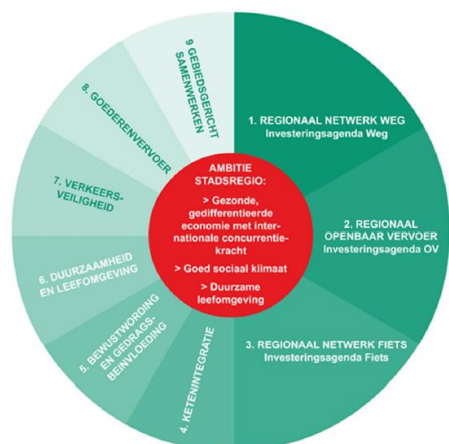 1. REGIONAAL NETWERK WEG
Investeringsagenda Weg
2. REGIONAAL
OPENBAAR VERVOER
Investeringsagenda OV
3. REGIONAAL NETWERK FIETS
Investeringsagenda Fiets
4. KETENINTEGRATIE
5. BEWUSTWORDING
EN GEDRAGS-
BEINVLOEDING
6. DUURZAAMHEID
EN LEEFOMGEVING
7. VERKEERS-
VEILIGHEID
8. GOEDERENVERVOER
9 GEBIEDSGERICHT
SAMENWERKEN
AMBITIE
STADSREGIO:
> Gezonde,
gedifferentieerde
economie met inter-
nationale concurrentie-
kracht
> Goed sociaal klimaat
> Duurzame
leefomgeving